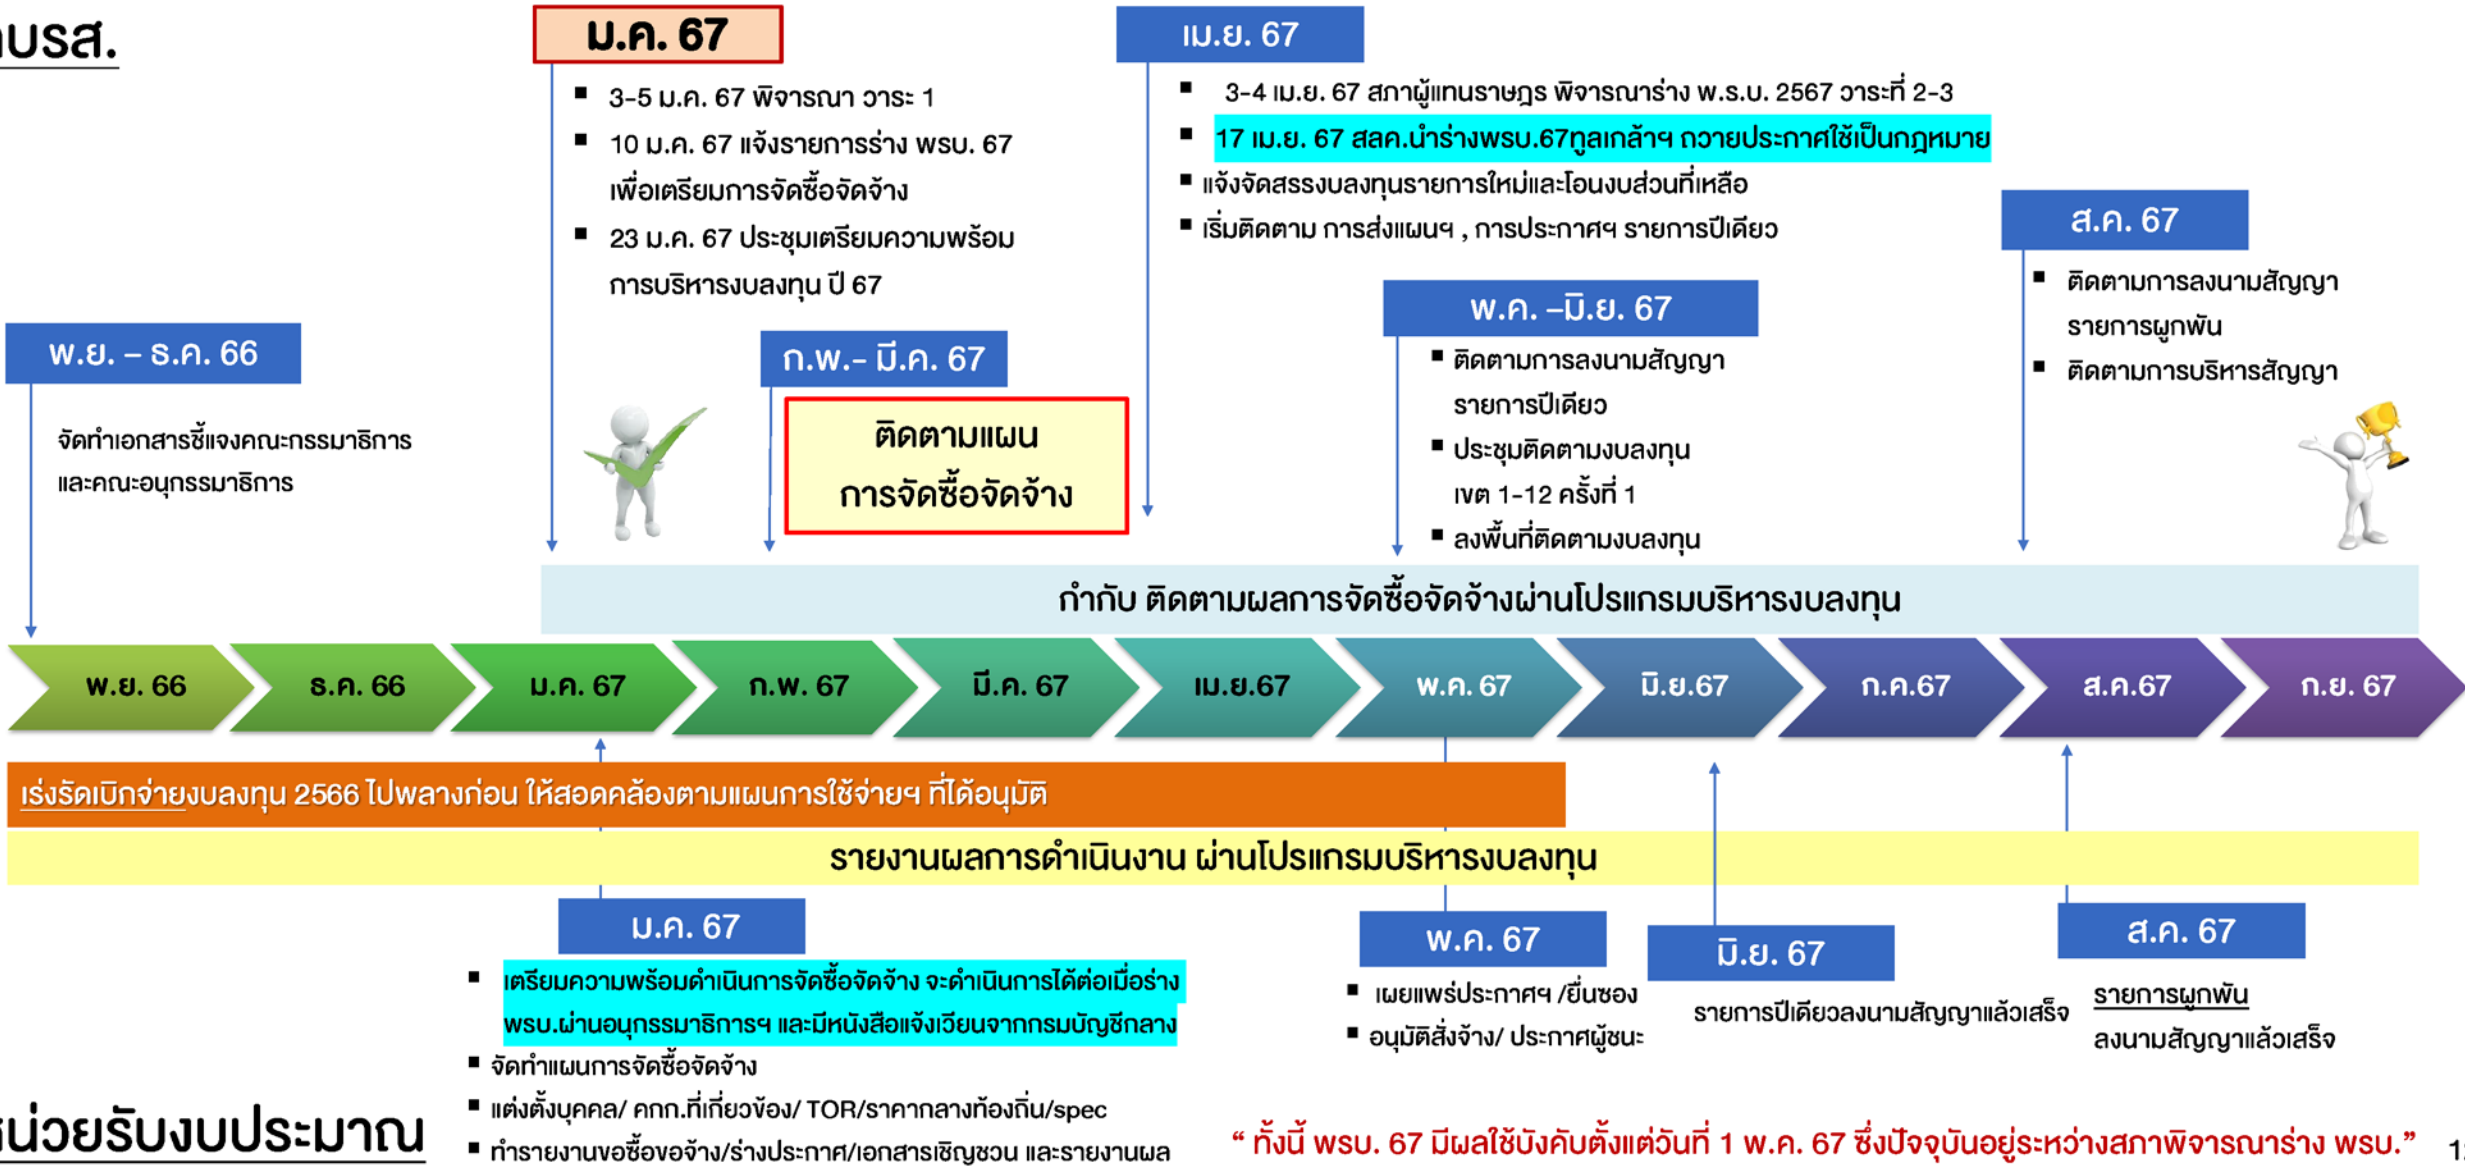 บรส.
ม.ค. 67
3-5 ม.ค. 67 พิจารณา วาระ 1
10 ม.ค. 67 แจ้งรายการร่าง พรบ. 67
เพื่อเตรียมการจัดซื้อจัดจ้าง
23 ม.ค. 67 ประชุมเตรียมความพร้อม
การบริหารงบลงทุน ปี 67
เม.ย. 67
3-4 เม.ย. 67 สภาผู้แทนราษฎร พิจารณาร่าง พ.ร.บ. 2567 วาระที่ 2-3
17 เม.ย. 67 สลค.นำร่างพรบ.67ทูลเกล้าฯ ถวายประกาศใช้เป็นกฎหมาย
แจ้งจัดสรรงบลงทุนรายการใหม่และโอนงบส่วนที่เหลือ
เริ่มติดตาม การส่งแผนฯ , การประกาศฯ รายการปีเดียว
ส.ค. 67
ติดตามการลงนามสัญญา
รายการผูกพัน
ติดตามการบริหารสัญญา
พ.ย. – ธ.ค. 66
จัดทำเอกสารชี้แจงคณะกรรมาธิการ
และคณะอนุกรรมาธิการ
ก.พ.- มี.ค. 67
ติดตามแผน
การจัดซื้อจัดจ้าง
พ.ค. –มิ.ย. 67
ติดตามการลงนามสัญญา
รายการปีเดียว
ประชุมติดตามงบลงทุน
เขต 1-12 ครั้งที่ 1
ลงพื้นที่ติดตามงบลงทุน
กำกับ ติดตามผลการจัดซื้อจัดจ้างผ่านโปรแกรมบริหารงบลงทุน
พ.ย. 66
ธ.ค. 66
ม.ค. 67
ก.พ. 67
มี.ค. 67
เม.ย.67
พ.ค. 67
มิ.ย.67
ก.ค.67
ส.ค.67
ก.ย. 67
เร่งรัดเบิกจ่ายงบลงทุน 2566 ไปพลางก่อน ให้สอดคล้องตามแผนการใช้จ่ายฯ ที่ได้อนุมัติ
รายงานผลการดำเนินงาน ผ่านโปรแกรมบริหารงบลงทุน
ม.ค. 67
เตรียมความพร้อมดำเนินการจัดซื้อจัดจ้าง จะดำเนินการได้ต่อเมื่อร่าง
พรบ.ผ่านอนุกรรมาธิการฯ และมีหนังสือแจ้งเวียนจากกรมบัญชีกลาง
จัดทำแผนการจัดซื้อจัดจ้าง
แต่งตั้งบุคคล/ คกก.ที่เกี่ยวข้อง/ TOR/ราคากลางท้องถิ่น/spec
ทำรายงานขอซื้อขอจ้าง/ร่างประกาศ/เอกสารเชิญชวน และรายงานผล
พ.ค. 67
เผยแพร่ประกาศฯ /ยื่นซอง
อนุมัติสั่งจ้าง/ ประกาศผู้ชนะ
มิ.ย. 67
รายการปีเดียวลงนามสัญญาแล้วเสร็จ
ส.ค. 67
รายการผูกพัน
ลงนามสัญญาแล้วเสร็จ
หน่วยรับงบประมาณ
“ ทั้งนี้ พรบ. 67 มีผลใช้บังคับตั้งแต่วันที่ 1 พ.ค. 67 ซึ่งปัจจุบันอยู่ระหว่างสภาพิจารณาร่าง พรบ.”